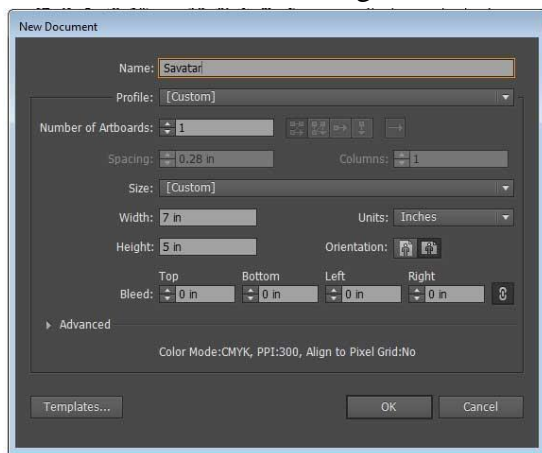 New Document
Name: Savatar
Profile: [Custom]
Number of Artboards: 1
Spacing: 0.28 in Columns: 1
Size: [Custom]
Width: 7 in Units: Inches
Height: 5 in Orientation:
Top Bottom Left Right
Bleed: 0 in 0 in 0 in 0 in
Advanced
Color Mode:CMYK, PPI:300, Align to Pixel Grid:No
Templates... OK Cancel